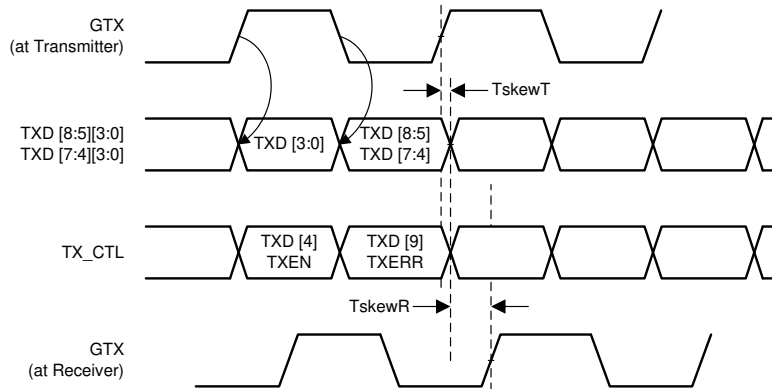 GTX
(at Transmitter)
TskewT
TXD [8:5][3:0]
TXD [7:4][3:0]
TXD [3:0]
TXD [8:5]
TXD [7:4]
TX_CTL
TXD [4]
TXEN
TXD [9]
TXERR
TskewR
GTX
(at Receiver)